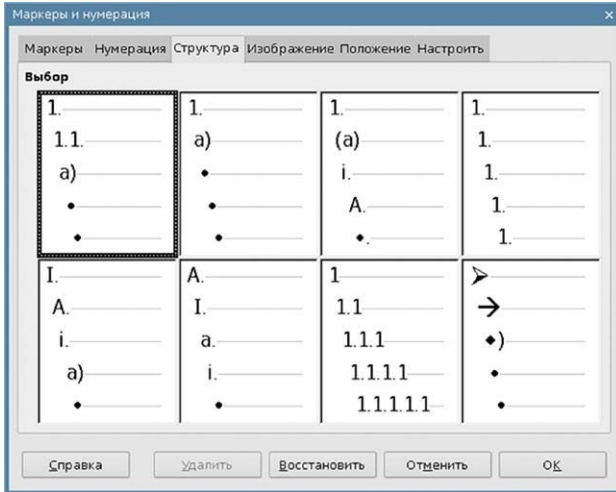 Маркеры и нумерация ×
Маркеры Нумерация Структура Изображение Положение Настроить
Выбор
1. 1. 1. 1.
1.1. a) (a) 1.
a) • i. 1.
• • A. 1.
• • •. 1.
I. A. 1 ➢
A. I. 1.1 →
i. a. 1.1.1 ◆)
a) i. 1.1.1.1 •
• • 1.1.1.1.1 •
Справка Удалить Восстановить Отменить OK